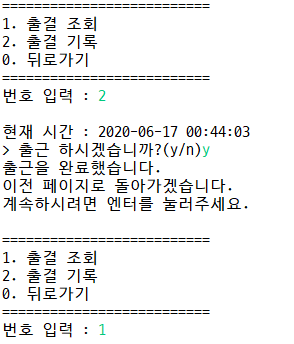 ==========================
1. 출결 조회
2. 출결 기록
0. 뒤로가기
==========================
번호 입력 : 2
현재 시간 : 2020-06-17 00:44:03
> 출근 하시겠습니까?(y/n)y
출근을 완료했습니다.
이전 페이지로 돌아가겠습니다.
계속하시려면 엔터를 눌러주세요.
==========================
1. 출결 조회
2. 출결 기록
0. 뒤로가기
==========================
번호 입력 : 1